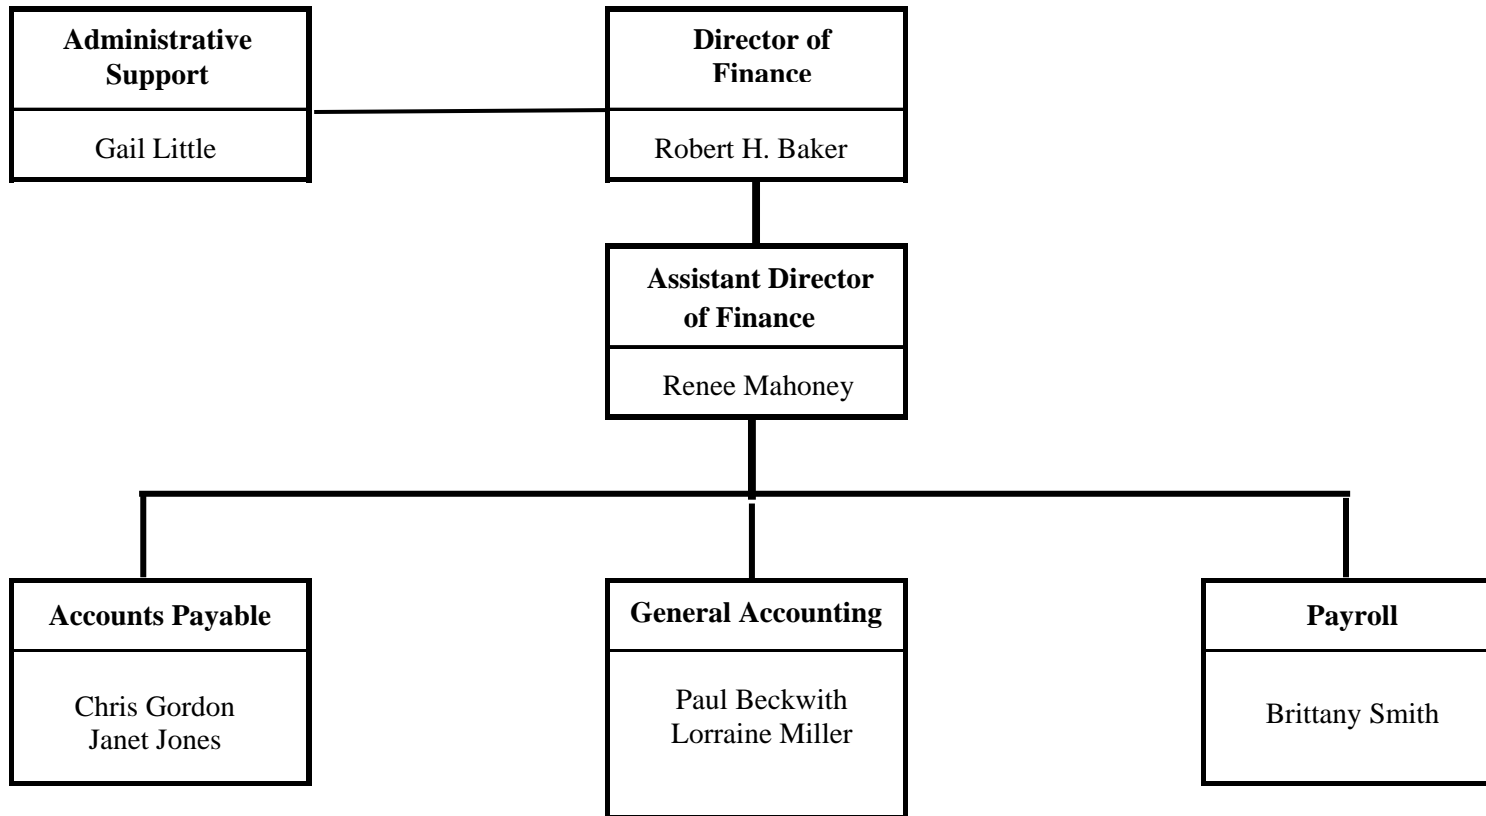 Administrative
Support
Gail Little
Director of
Finance
Robert H. Baker
Assistant Director
of Finance
Renee Mahoney
Accounts Payable
Chris Gordon
Janet Jones
General Accounting
Paul Beckwith
Lorraine Miller
Payroll
Brittany Smith